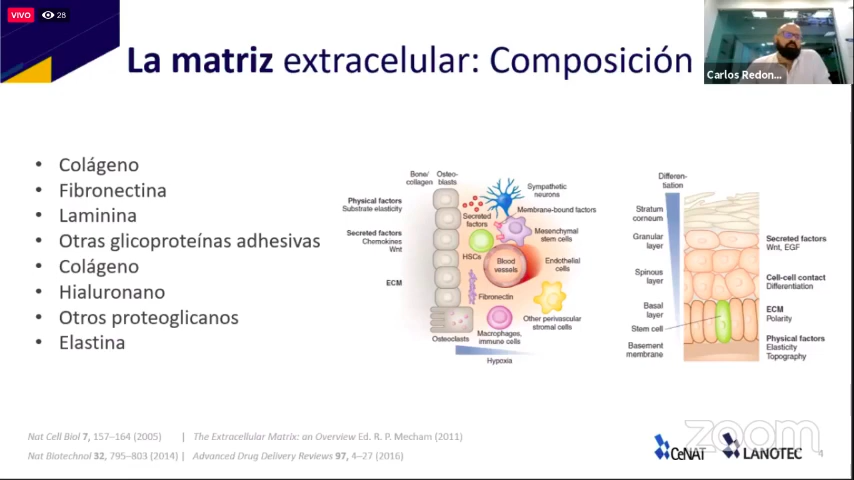 VIVO
28
La matriz extracelular: Composición
Carlos Redon...
• Colágeno
• Fibronectina
• Laminina
• Otras glicoproteínas adhesivas
• Colágeno
• Hialuronano
• Otros proteoglicanos
• Elastina
Bone/
collagen
Osteo-
blasts
Physical factors
Substrate elasticity
Secreted factors
Chemokines
Wnt
ECM
Osteoclasts
Secreted
factors
HSCs
Fibronectin
Macrophages,
immune cells
Hypoxia
Sympathetic
neurons
Membrane-bound factors
Mesenchymal
stem cells
Blood
vessels
Endothelial
cells
Other perivascular
stromal cells
Differen-
tiation
Stratum
corneum
Granular
layer
Spinous
layer
Basal
layer
Stem cell
Basement
membrane
Secreted factors
Wnt, EGF
Cell-cell contact
Differentiation
ECM
Polarity
Physical factors
Elasticity
Topography
Nat Cell Biol 7, 157–164 (2005) | The Extracellular Matrix: an Overview Ed. R. P. Mecham (2011)
Nat Biotechnol 32, 795–803 (2014) | Advanced Drug Delivery Reviews 97, 4–27 (2016)
CeNAT
LANOTEC
zoom
4